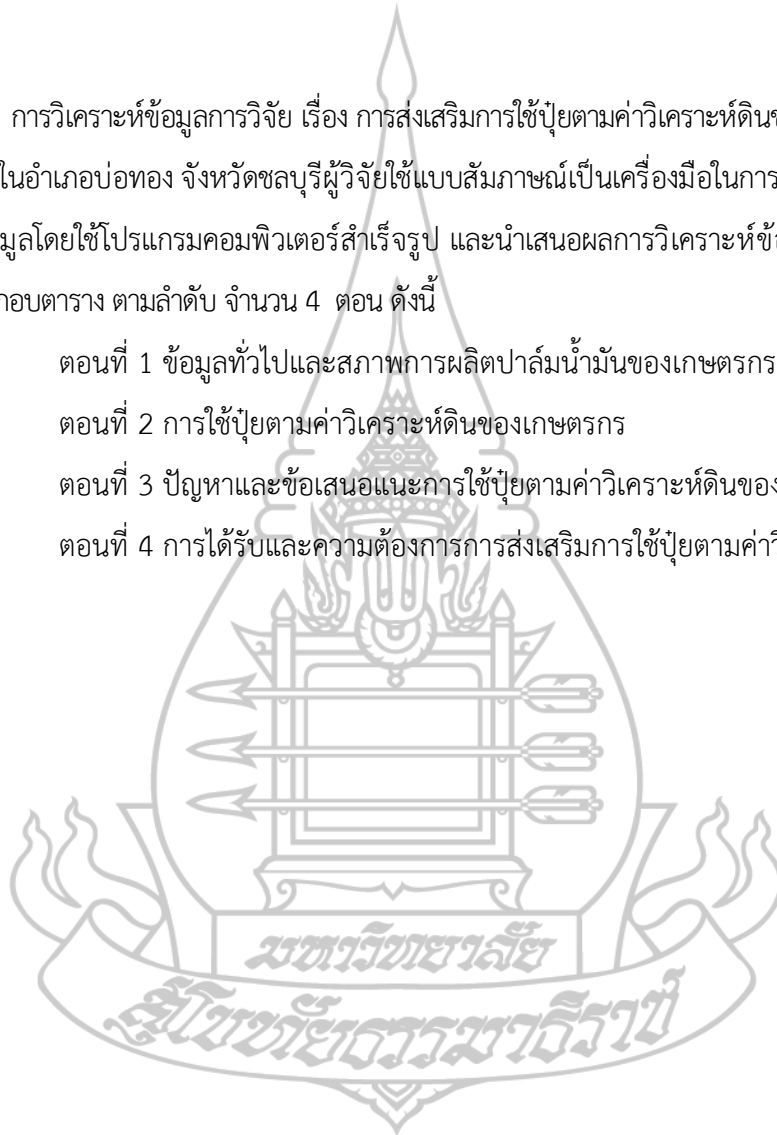 การวิเคราะห์ข้อมูลการวิจัย เรื่อง การส่งเสริมการใช้ปุ๋ยตามค่าวิเคราะห์ดินข
ในอำเภอบ่อทอง จังหวัดชลบุรีผู้วิจัยใช้แบบสัมภาษณ์เป็นเครื่องมือในการ
มูลโดยใช้โปรแกรมคอมพิวเตอร์สำเร็จรูป และนำเสนอผลการวิเคราะห์ข้อ
กอบตาราง ตามลำดับ จำนวน 4 ตอน ดังนี้
ตอนที่ 1 ข้อมูลทั่วไปและสภาพการผลิตปาล์มน้ำมันของเกษตรกร
ตอนที่ 2 การใช้ปุ๋ยตามค่าวิเคราะห์ดินของเกษตรกร
ตอนที่ 3 ปัญหาและข้อเสนอแนะการใช้ปุ๋ยตามค่าวิเคราะห์ดินของ
ตอนที่ 4 การได้รับและความต้องการการส่งเสริมการใช้ปุ๋ยตามค่าวิ
มหาวิทยาลัย
สุโขทัยธรรมาธิราช